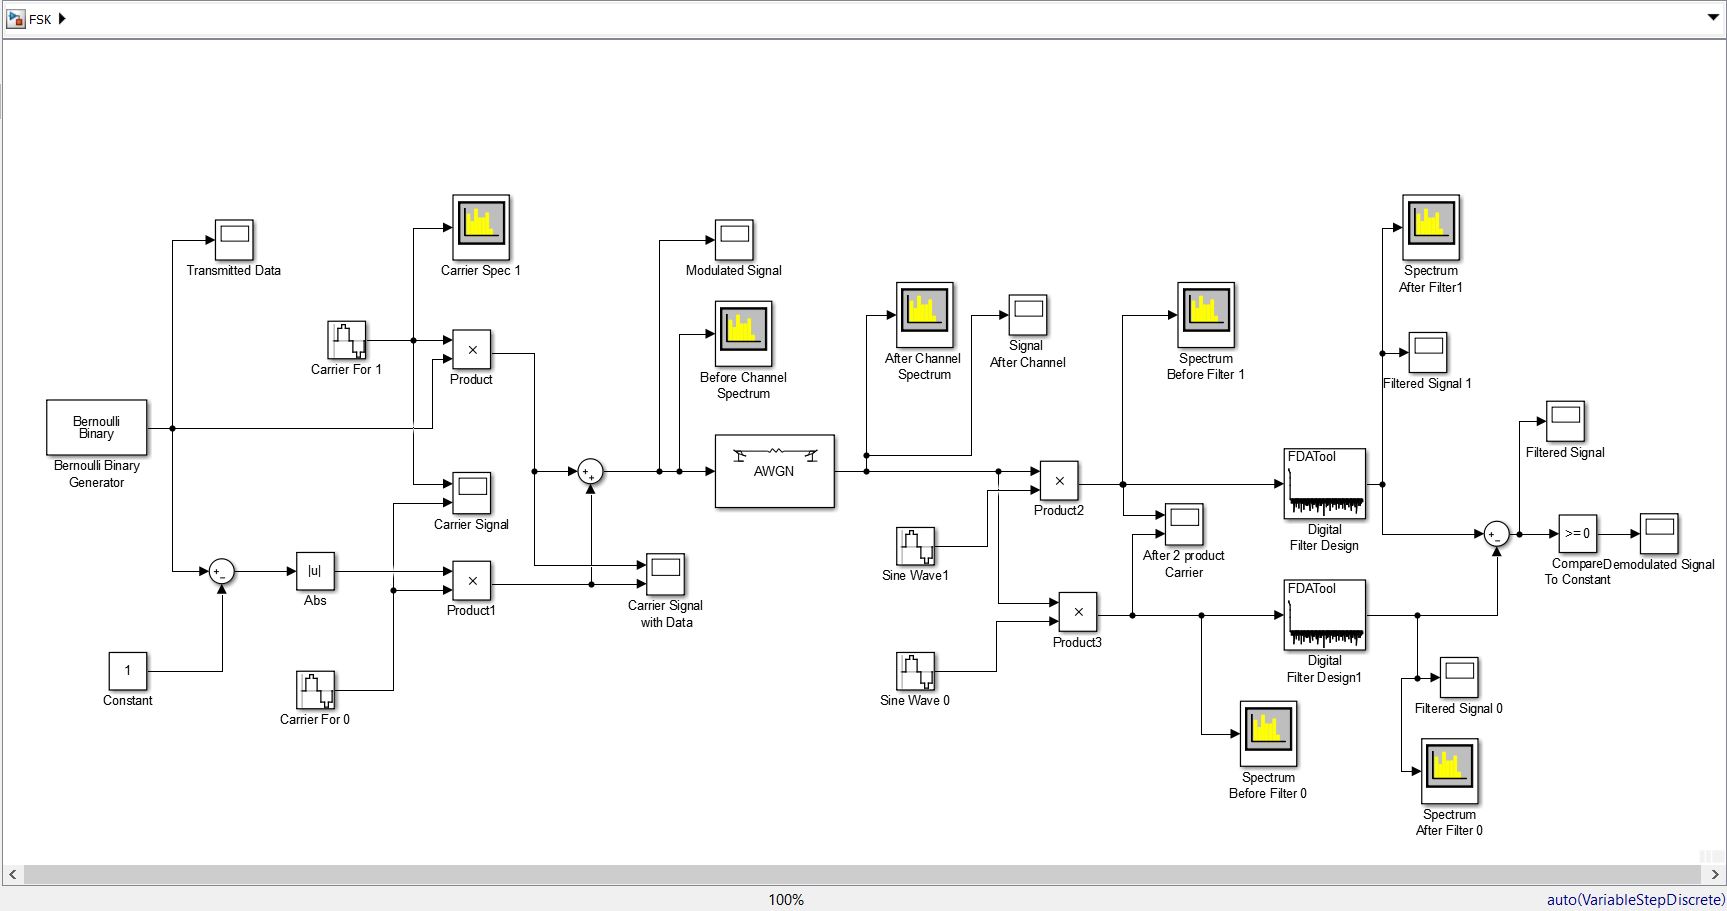 FSK
Transmitted Data
Carrier Spec 1
Carrier For 1
×
Product
Modulated Signal
Before Channel
Spectrum
After Channel
Spectrum
Signal
After Channel
Spectrum
Before Filter 1
Spectrum
After Filter1
Filtered Signal 1
Bernoulli
Binary
Bernoulli Binary
Generator
Carrier Signal
AWGN
×
Product2
FDATool
Digital
Filter Design
Filtered Signal
Sine Wave1
After 2 product
Carrier
>= 0
Compare
To Constant
Demodulated Signal
|u|
Abs
×
Product1
Carrier Signal
with Data
×
Product3
FDATool
Digital
Filter Design1
1
Constant
Carrier For 0
Sine Wave 0
Filtered Signal 0
Spectrum
Before Filter 0
Spectrum
After Filter 0
100%
auto(VariableStepDiscrete)